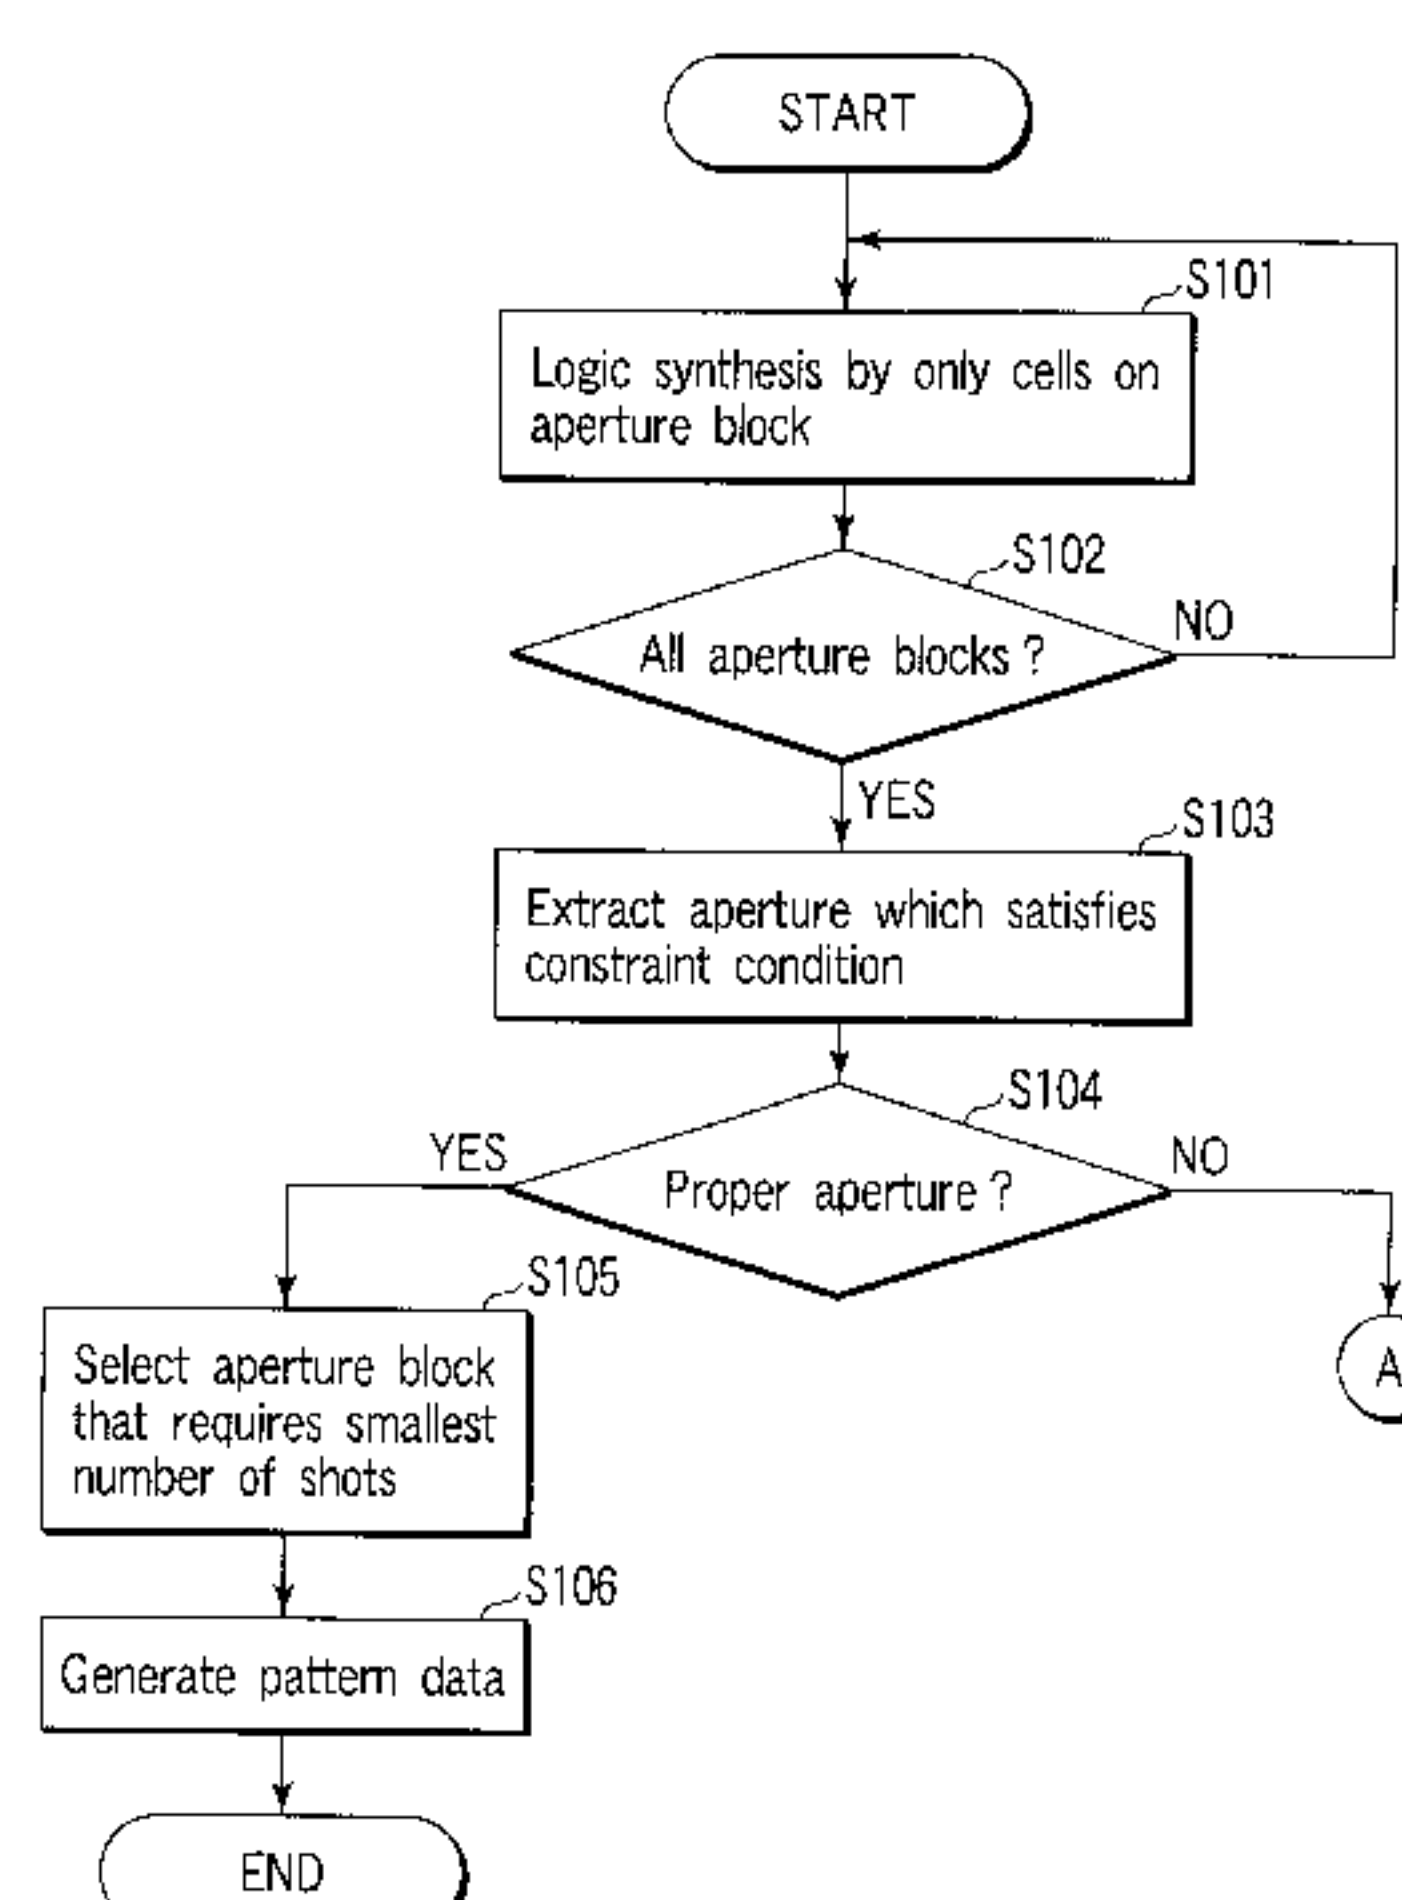 START
S101
Logic synthesis by only cells on
aperture block
S102
All aperture blocks ?
NO
YES
S103
Extract aperture which satisfies
constraint condition
S104
YES
Proper aperture ?
NO
S105
A
Select aperture block
that requires smallest
number of shots
S106
Generate pattern data
END